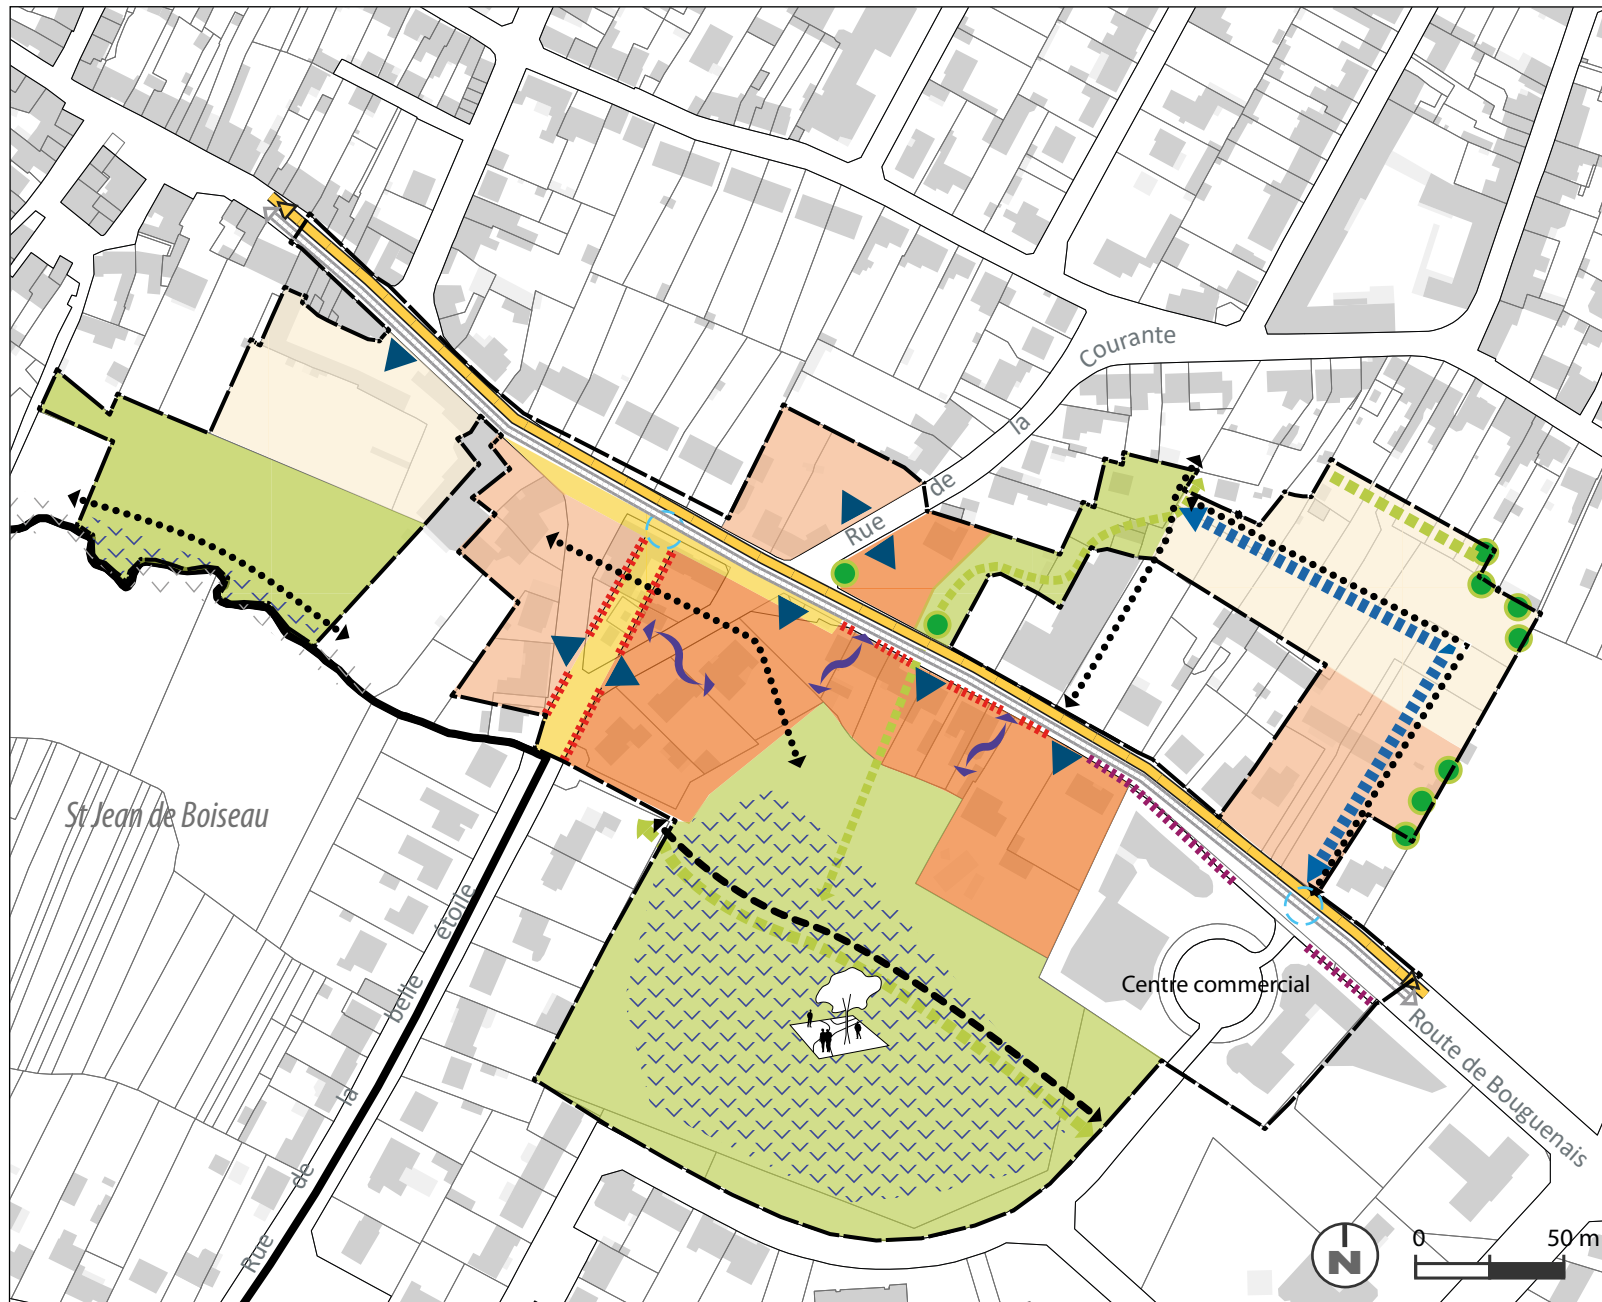 Courante
la
de
Rue
St Jean de Boiseau
Rue de la belle étoile
Centre commercial
Route de Bouguenais
N
0 50 m